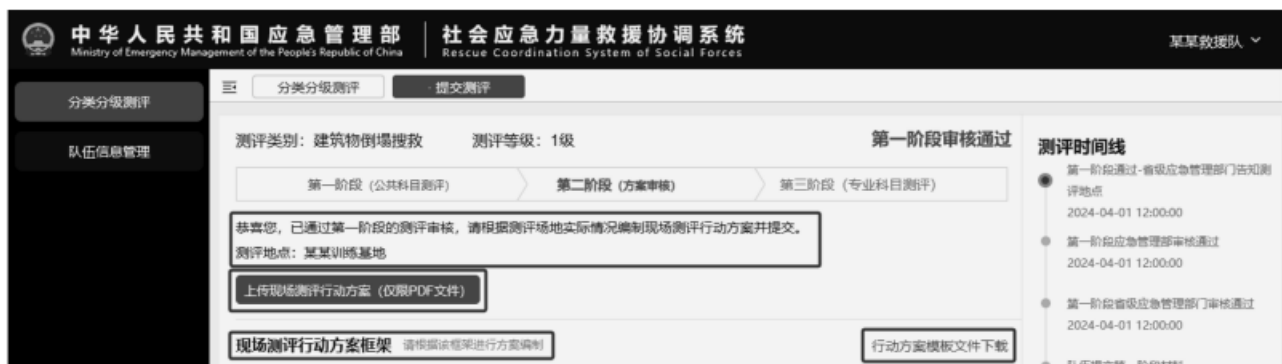 中华人民共和国应急管理部
Ministry of Emergency Management of the People's Republic of China
社会应急力量救援协调系统
Rescue Coordination System of Social Forces
某某救援队
分类分级测评
队伍信息管理
分类分级测评
· 提交测评
测评类别：建筑物倒塌搜救
测评等级：1级
第一阶段审核通过
第一阶段（公共科目测评）
第二阶段（方案审核）
第三阶段（专业科目测评）
恭喜您，已通过第一阶段的测评审核，请根据测评场地实际情况编制现场测评行动方案并提交。
测评地点：某某训练基地
上传现场测评行动方案（仅限PDF文件）
现场测评行动方案框架 请根据该框架进行方案编制
行动方案模板文件下载
测评时间线
第一阶段通过-省级应急管理部门告知测
评地点
2024-04-01 12:00:00
第一阶段应急管理部审核通过
2024-04-01 12:00:00
第一阶段省级应急管理部门审核通过
2024-04-01 12:00:00